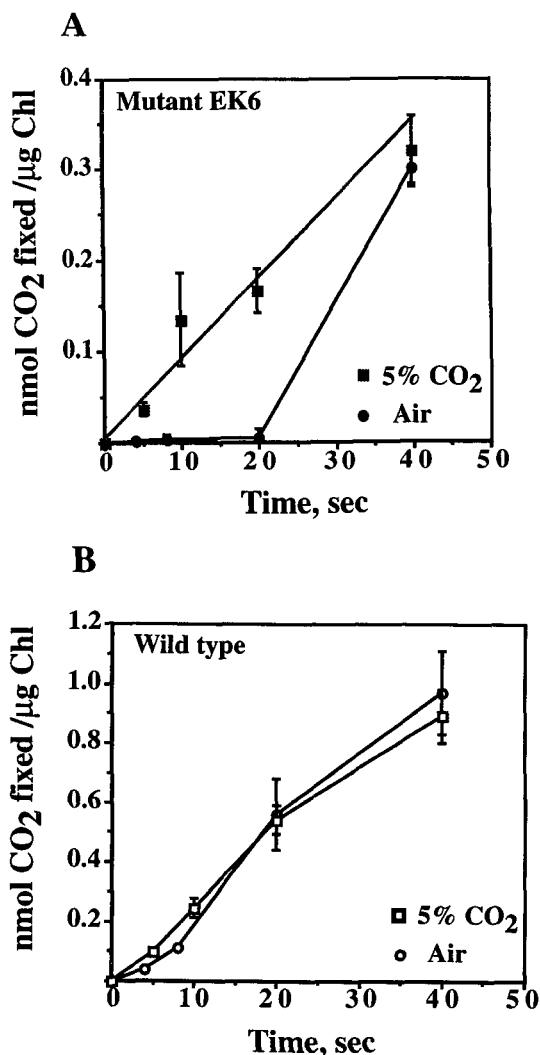 A
0.4
Mutant EK6
0.3
0.2
0.1
nmol CO2 fixed /µg Chl
5% CO2
Air
0 10 20 30 40 50
Time, sec
B
1.2
Wild type
1.0
0.8
0.6
0.4
0.2
nmol CO2 fixed /µg Chl
5% CO2
Air
0 10 20 30 40 50
Time, sec